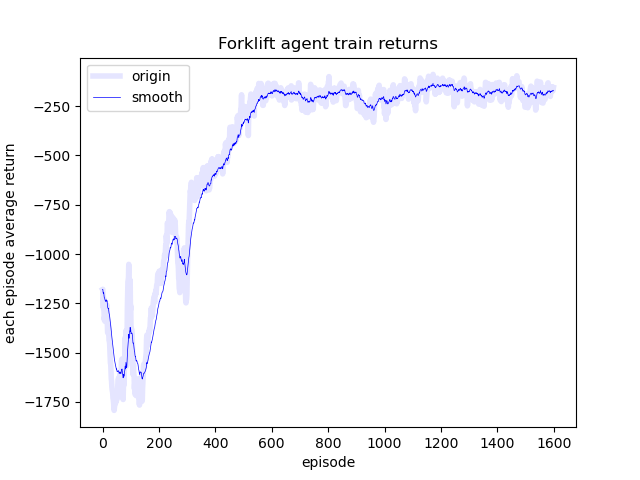 Forklift agent train returns
origin
smooth
−250
−500
−750
−1000
−1250
−1500
−1750
each episode average return
0 200 400 600 800 1000 1200 1400 1600
episode